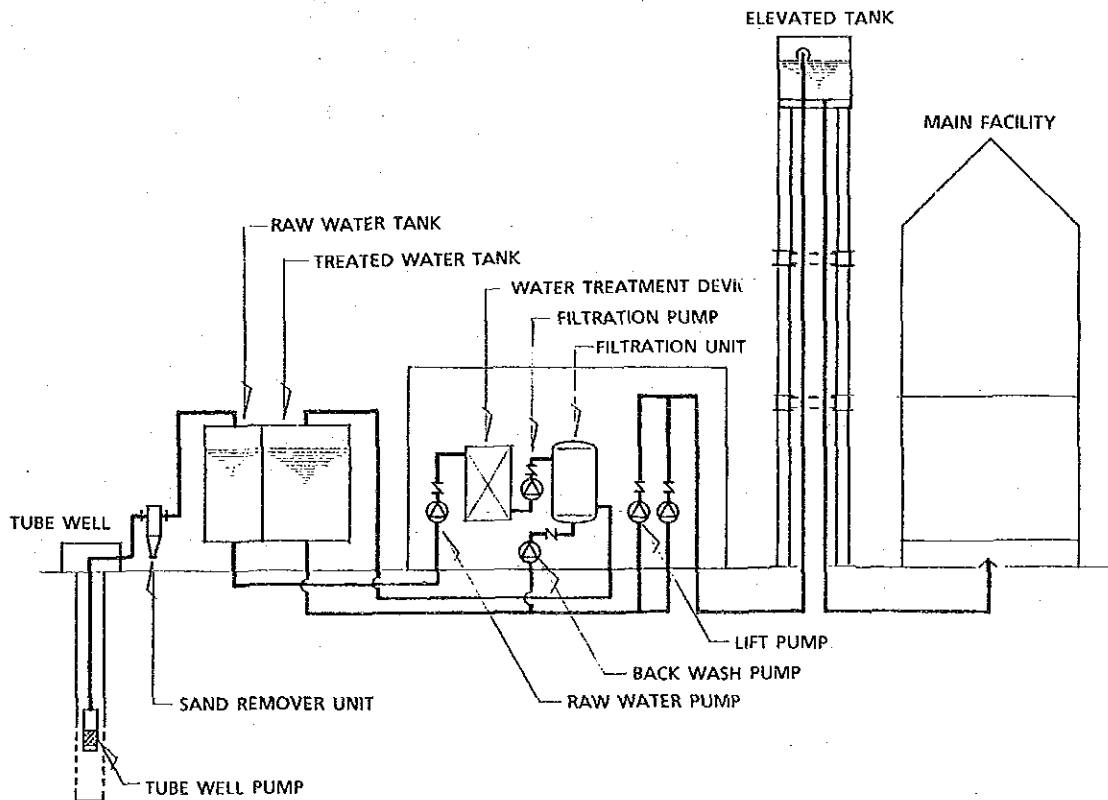 ELEVATED TANK
MAIN FACILITY
RAW WATER TANK
TREATED WATER TANK
WATER TREATMENT DEVIC
FILTRATION PUMP
FILTRATION UNIT
TUBE WELL
LIFT PUMP
BACK WASH PUMP
RAW WATER PUMP
SAND REMOVER UNIT
TUBE WELL PUMP